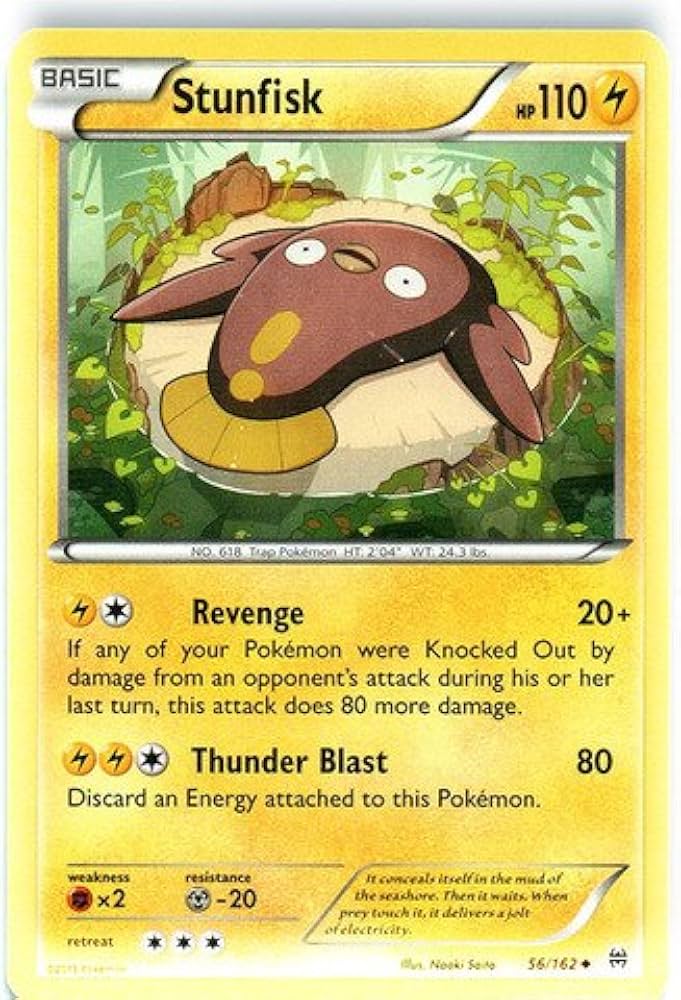 BASIC
Stunfisk
HP110
NO. 618 Trap Pokémon HT: 2'04" WT: 24.3 lbs.
Revenge 20+
If any of your Pokémon were Knocked Out by
damage from an opponent's attack during his or her
last turn, this attack does 80 more damage.
Thunder Blast 80
Discard an Energy attached to this Pokémon.
weakness resistance
×2 -20
It conceals itself in the mud of
the seashore. Then it waits. When
prey touch it, it delivers a jolt
of electricity.
retreat
Illus. Naoki Saito 56/162